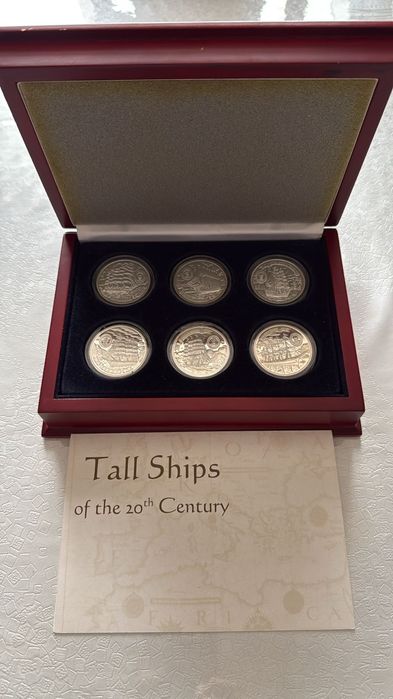 Tall Ships
of the 20th Century
A F R I C A